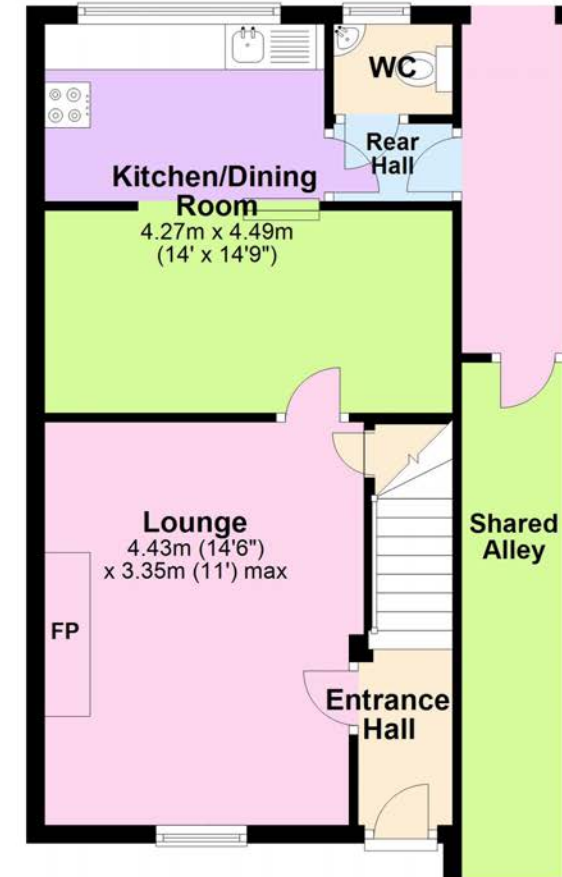 WC
Rear
Hall
Kitchen/Dining
Room
4.27m x 4.49m
(14' x 14'9")
Lounge
4.43m (14'6")
x 3.35m (11') max
FP
Shared
Alley
Entrance
Hall